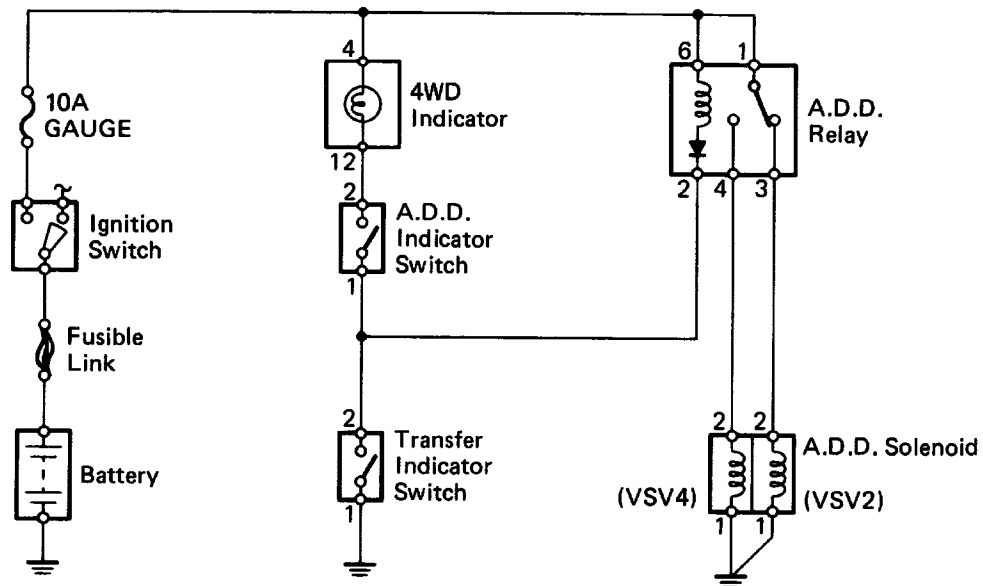 10A
GAUGE
Ignition
Switch
Fusible
Link
Battery
4
4WD
Indicator
12
2
A.D.D.
Indicator
Switch
1
2
Transfer
Indicator
Switch
1
6
1
A.D.D.
Relay
2
4
3
2
2
A.D.D. Solenoid
(VSV4)
(VSV2)
1
1